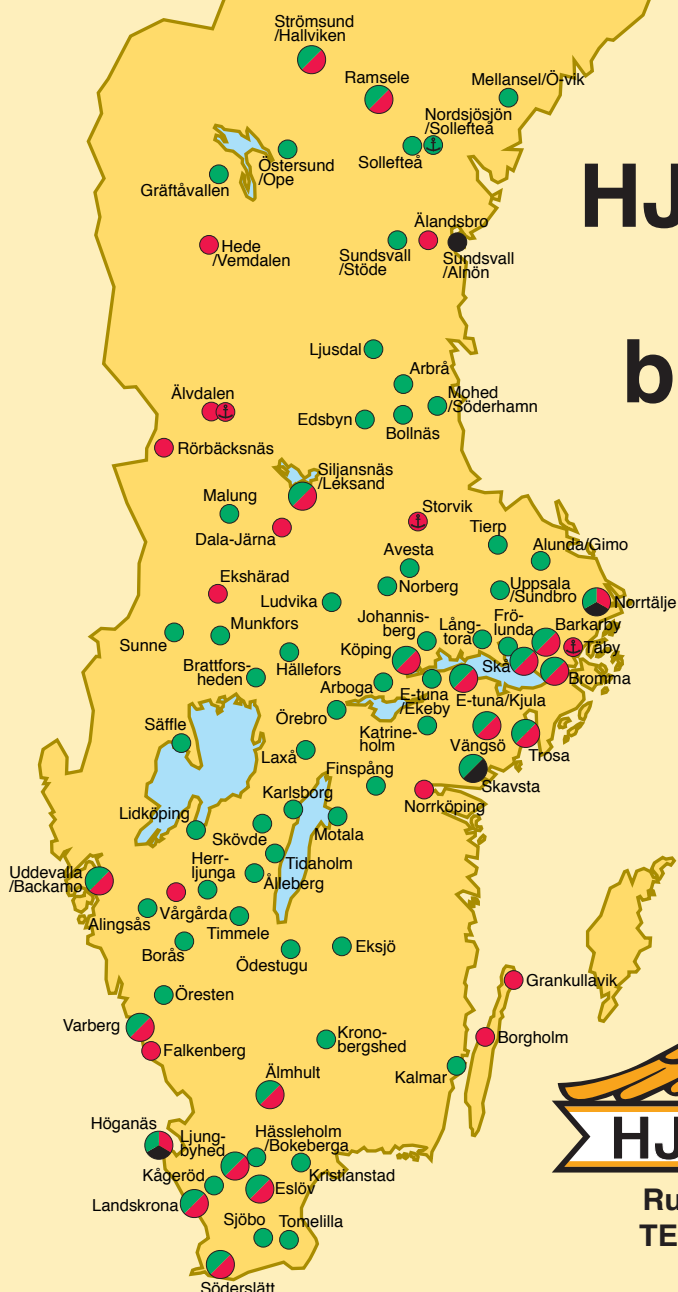 Strömsund
/Hallviken
Ramsele
Mellansel/Ö-vik
Nordsjösjön
/Sollefteå
Östersund
/Ope
Sollefteå
Gräftåvallen
HJ
Älandsbro
Hede
/Vemdalen
Sundsvall
/Stöde
Sundsvall
/Alnön
Ljusdal
b
Arbrå
Älvdalen
Mohed
/Söderhamn
Edsbyn
Bollnäs
Rörbäcksnäs
Siljansnäs
/Leksand
Malung
Storvik
Dala-Järna
Tierp
Alunda/Gimo
Avesta
Ekshärad
Norberg
Uppsala
/Sundbro
Ludvika
Norrtälje
Johannis-
berg
Lång-
tora
Frö-
lunda
Barkarby
Munkfors
Sunne
Köping
Täby
Hällefors
Skå
Brattfors-
heden
Bromma
Arboga
E-tuna
/Ekeby
E-tuna/Kjula
Örebro
Säffle
Katrine-
holm
Vängsö
Trosa
Laxå
Finspång
Skavsta
Karlsborg
Norrköping
Lidköping
Motala
Skövde
Tidaholm
Herr-
ljunga
Uddevalla
/Backamo
Ålleberg
Vårgårda
Alingsås
Timmele
Borås
Eksjö
Ödestugu
Grankullavik
Öresten
Varberg
Krono-
bergshed
Borgholm
Falkenberg
Älmhult
Kalmar
Höganäs
Ljung-
byhed
Hässleholm
/Bokeberga
HJ
Kågeröd
Kristianstad
Eslöv
Landskrona
Ru
Sjöbo
Tomelilla
TE
Söderslätt